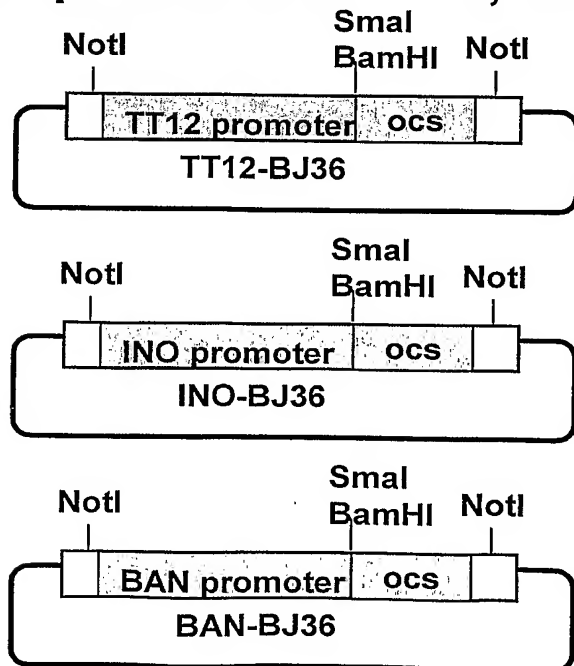 SmaI
NotI BamHI NotI
TT12 promoter ocs
TT12-BJ36
SmaI
NotI BamHI NotI
INO promoter ocs
INO-BJ36
SmaI
NotI BamHI NotI
BAN promoter ocs
BAN-BJ36